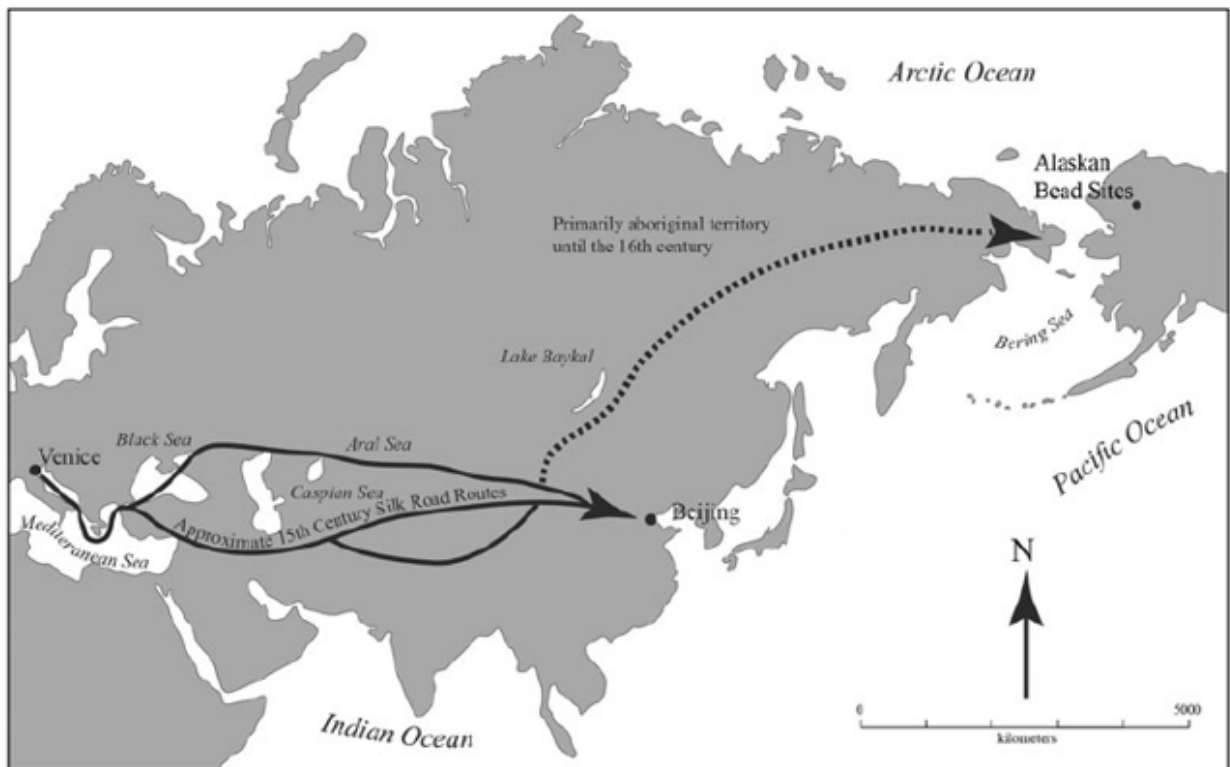 Arctic Ocean
Alaskan
Bead Sites
Primarily aboriginal territory
until the 16th century
Bering Sea
Lake Baykal
Pacific Ocean
Black Sea
Aral Sea
Venice
Caspian Sea
Approximate 15th Century Silk Road Routes
Beijing
Mediteranean Sea
N
Indian Ocean
0 5000
kilometers